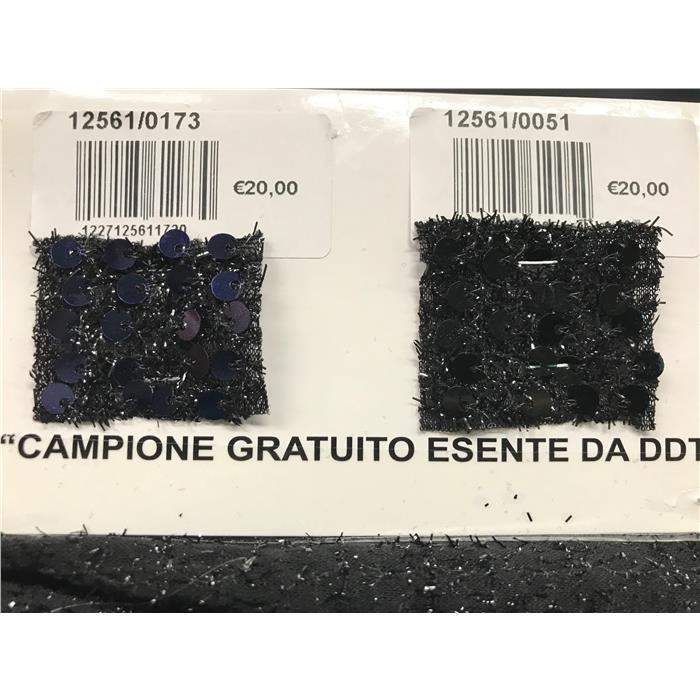 12561/0173
12561/0051
€20,00
€20,00
"CAMPIONE GRATUITO ESENTE DA DDT